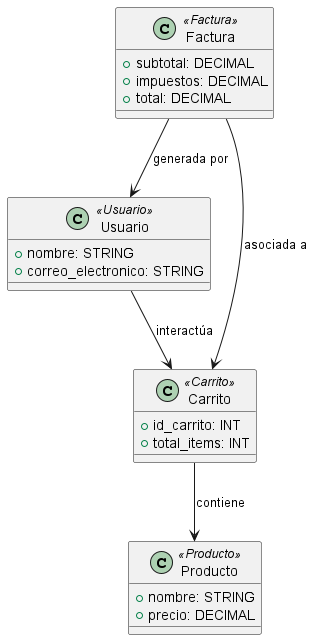 C «Factura»
Factura
subtotal: DECIMAL
impuestos: DECIMAL
total: DECIMAL
generada por
asociada a
C «Usuario»
Usuario
nombre: STRING
correo_electronico: STRING
interactúa
C «Carrito»
Carrito
id_carrito: INT
total_items: INT
contiene
C «Producto»
Producto
nombre: STRING
precio: DECIMAL